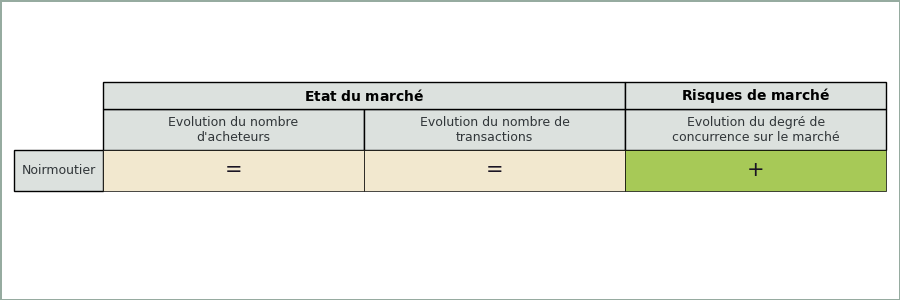 Etat du marché
Risques de marché
Evolution du nombre
d'acheteurs
Evolution du nombre de
transactions
Evolution du degré de
concurrence sur le marché
Noirmoutier
=
=
+